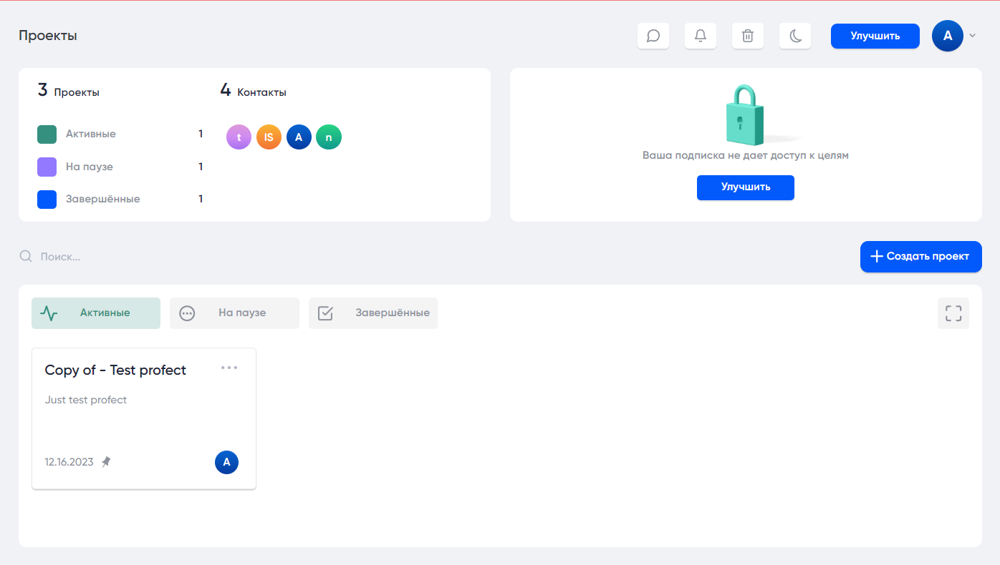 Проекты
Улучшить
A
3 Проекты
4 Контакты
Активные 1
t IS A n
На паузе 1
Завершённые 1
Ваша подписка не дает доступ к целям
Улучшить
Поиск...
Создать проект
Активные
На паузе
Завершённые
Copy of - Test profect
Just test profect
12.16.2023
A